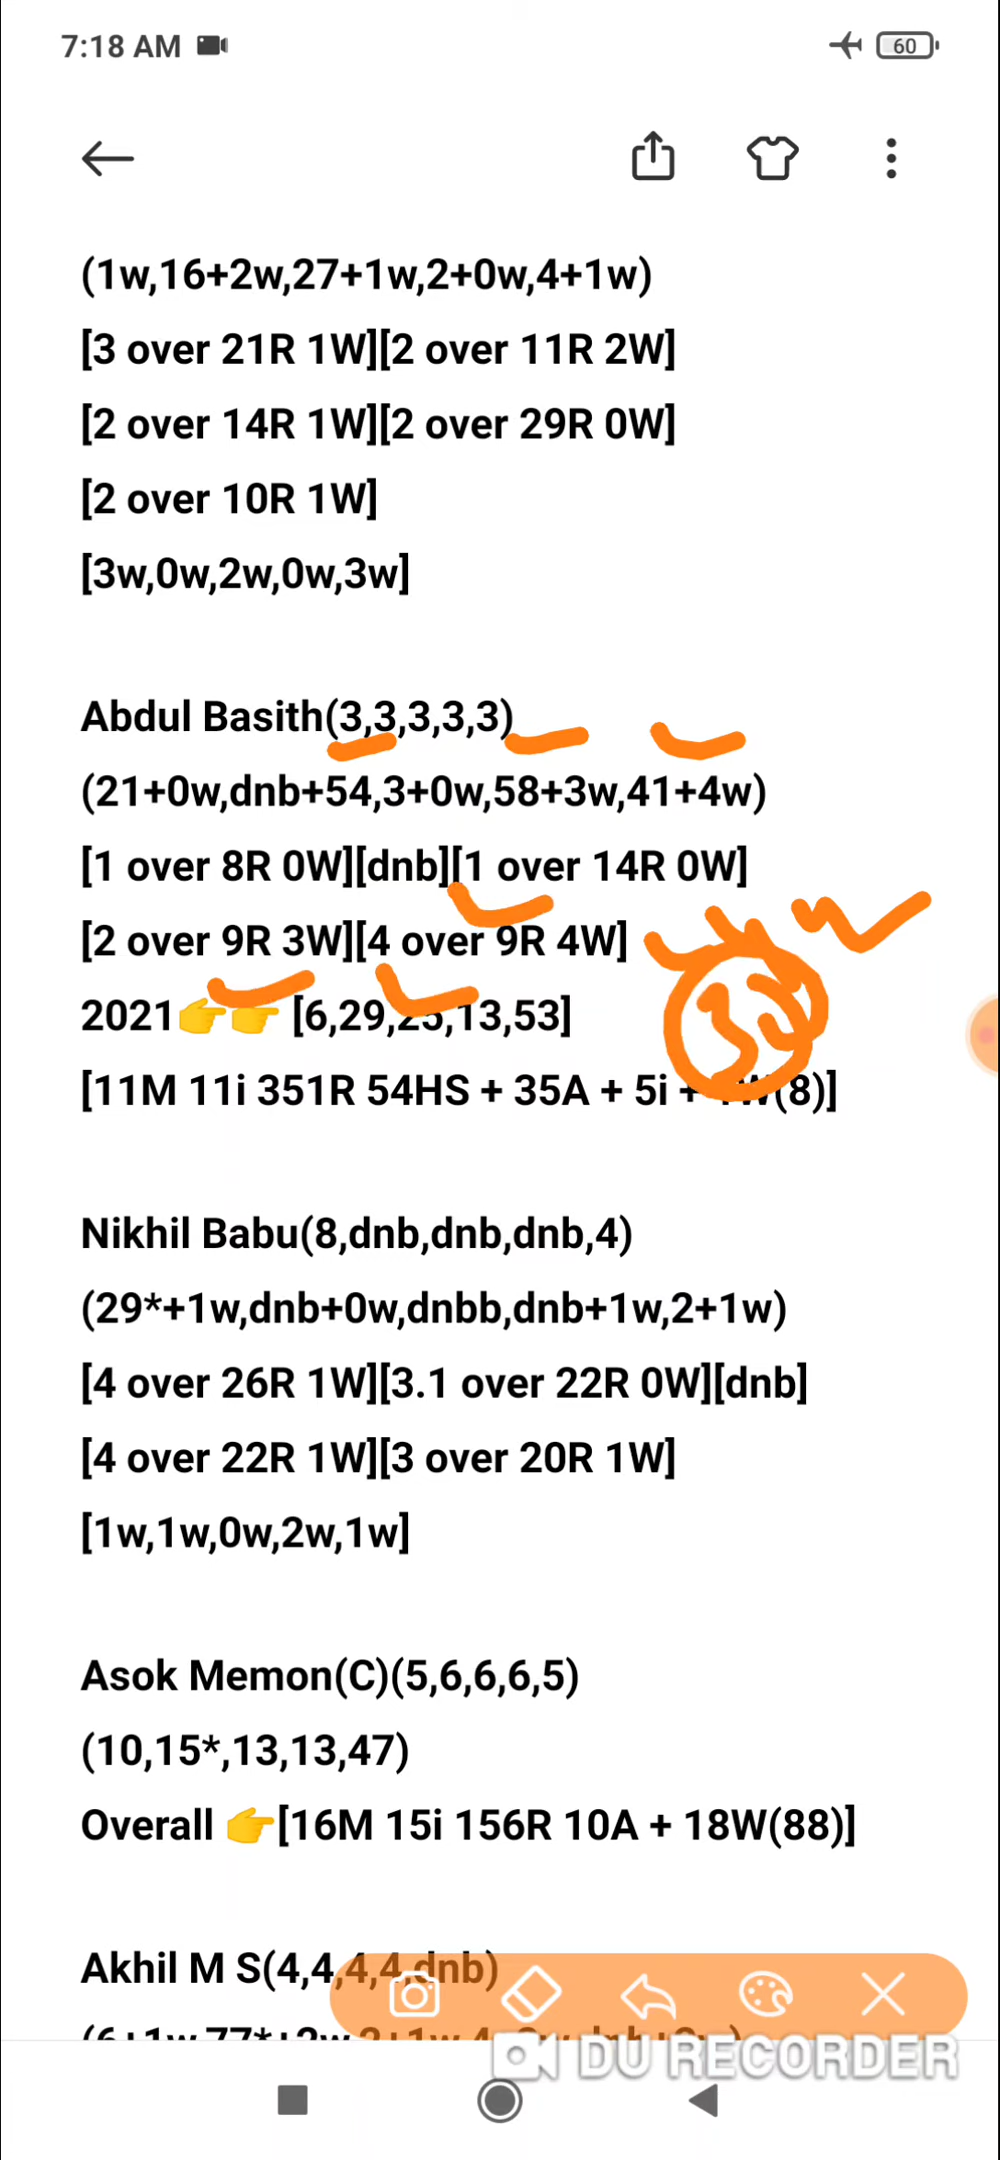 7:18 AM 60
(1w,16+2w,27+1w,2+0w,4+1w)
[3 over 21R 1W][2 over 11R 2W]
[2 over 14R 1W][2 over 29R 0W]
[2 over 10R 1W]
[3w,0w,2w,0w,3w]
Abdul Basith(3,3,3,3,3)
(21+0w,dnb+54,3+0w,58+3w,41+4w)
[1 over 8R 0W][dnb][1 over 14R 0W]
[2 over 9R 3W][4 over 9R 4W]
2021👉👉 [6,29,25,13,53]
[11M 11i 351R 54HS + 35A + 5i + (8)]
Nikhil Babu(8,dnb,dnb,dnb,4)
(29*+1w,dnb+0w,dnbb,dnb+1w,2+1w)
[4 over 26R 1W][3.1 over 22R 0W][dnb]
[4 over 22R 1W][3 over 20R 1W]
[1w,1w,0w,2w,1w]
Asok Memon(C)(5,6,6,6,5)
(10,15*,13,13,47)
Overall 👉[16M 15i 156R 10A + 18W(88)]
Akhil M S(4,4,4,4,dnb)
DU RECORDER